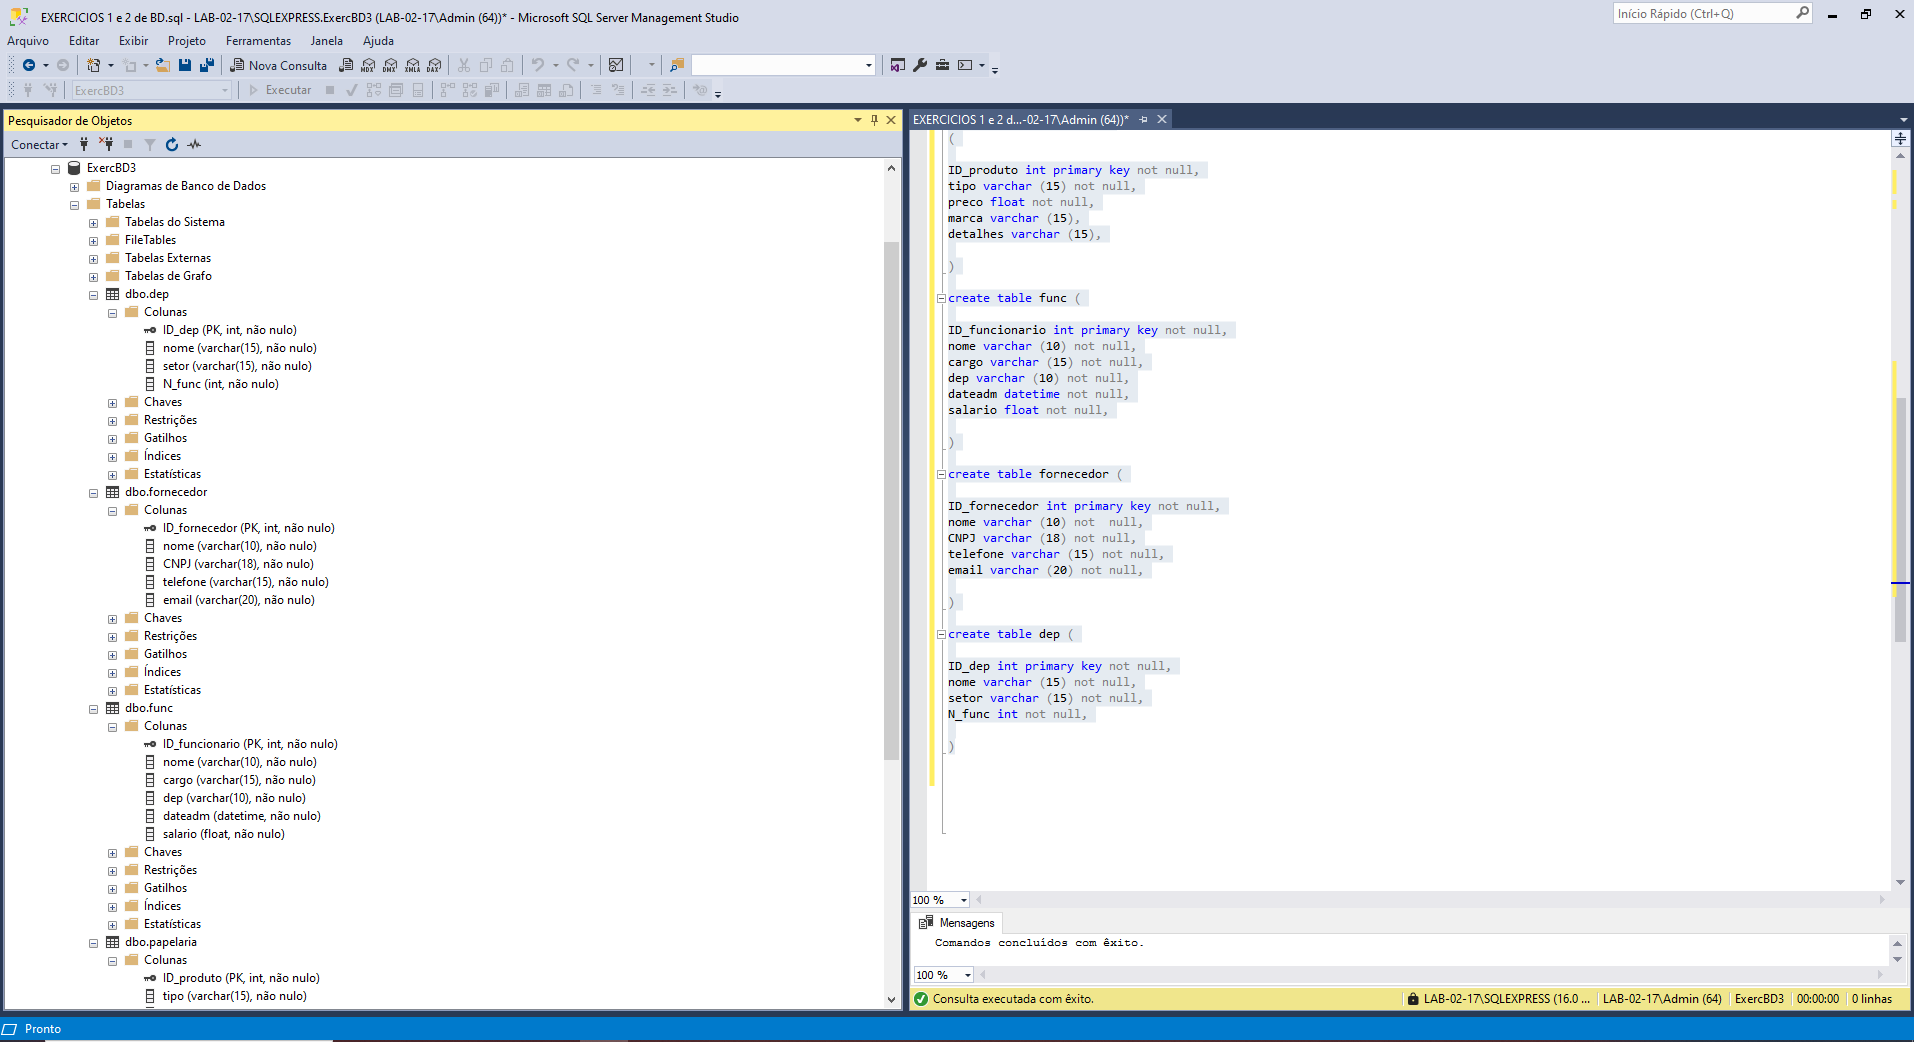 EXERCICIOS 1 e 2 de BD.sql - LAB-02-17\SQLEXPRESS.ExercBD3 (LAB-02-17\Admin (64))* - Microsoft SQL Server Management Studio
Início Rápido (Ctrl+Q)
Arquivo Editar Exibir Projeto Ferramentas Janela Ajuda
Nova Consulta MDX DMX XMLA DAX
ExercBD3 Executar
Pesquisador de Objetos
Conectar
ExercBD3
Diagramas de Banco de Dados
Tabelas
Tabelas do Sistema
FileTables
Tabelas Externas
Tabelas de Grafo
dbo.dep
Colunas
ID_dep (PK, int, não nulo)
nome (varchar(15), não nulo)
setor (varchar(15), não nulo)
N_func (int, não nulo)
Chaves
Restrições
Gatilhos
Índices
Estatísticas
dbo.fornecedor
Colunas
ID_fornecedor (PK, int, não nulo)
nome (varchar(10), não nulo)
CNPJ (varchar(18), não nulo)
telefone (varchar(15), não nulo)
email (varchar(20), não nulo)
Chaves
Restrições
Gatilhos
Índices
Estatísticas
dbo.func
Colunas
ID_funcionario (PK, int, não nulo)
nome (varchar(10), não nulo)
cargo (varchar(15), não nulo)
dep (varchar(10), não nulo)
dateadm (datetime, não nulo)
salario (float, não nulo)
Chaves
Restrições
Gatilhos
Índices
Estatísticas
dbo.papelaria
Colunas
ID_produto (PK, int, não nulo)
tipo (varchar(15), não nulo)
EXERCICIOS 1 e 2 d...-02-17\Admin (64))*
(
ID_produto int primary key not null,
tipo varchar (15) not null,
preco float not null,
marca varchar (15),
detalhes varchar (15),
)
create table func (
ID_funcionario int primary key not null,
nome varchar (10) not null,
cargo varchar (15) not null,
dep varchar (10) not null,
dateadm datetime not null,
salario float not null,
)
create table fornecedor (
ID_fornecedor int primary key not null,
nome varchar (10) not  null,
CNPJ varchar (18) not null,
telefone varchar (15) not null,
email varchar (20) not null,
)
create table dep (
ID_dep int primary key not null,
nome varchar (15) not null,
setor varchar (15) not null,
N_func int not null,
)
100 %
Mensagens
Comandos concluídos com êxito.
100 %
Consulta executada com êxito. LAB-02-17\SQLEXPRESS (16.0 ... LAB-02-17\Admin (64) ExercBD3 00:00:00 0 linhas
Pronto